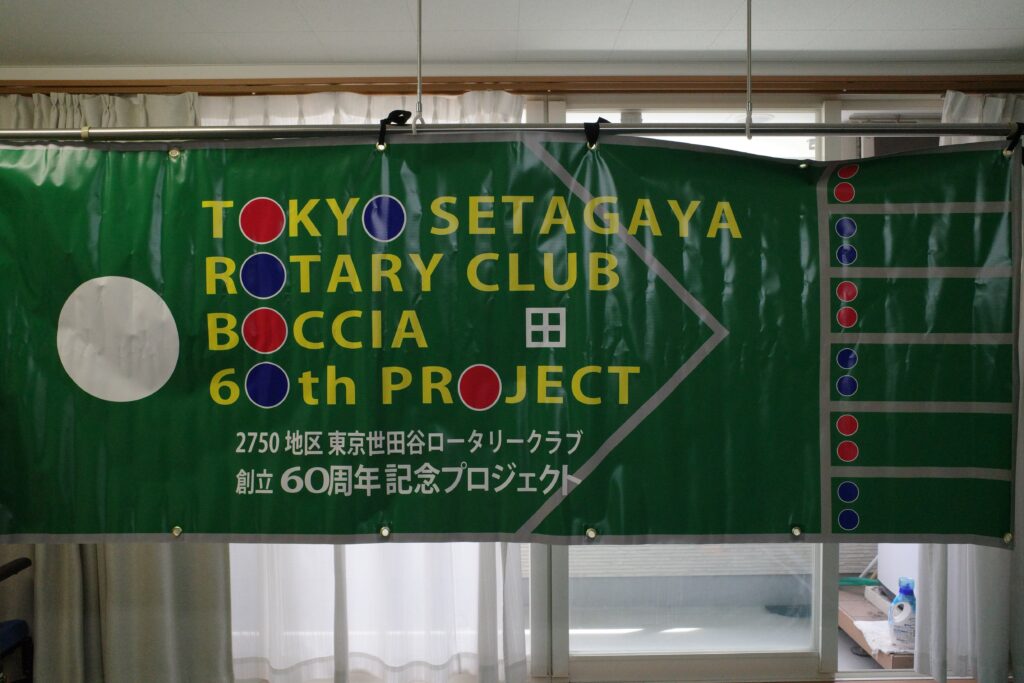 TOKYO SETAGAYA
ROTARY CLUB
BOCCIA
60th PROJECT
2750 地区 東京世田谷ロータリークラブ
創立 60周年 記念プロジェクト